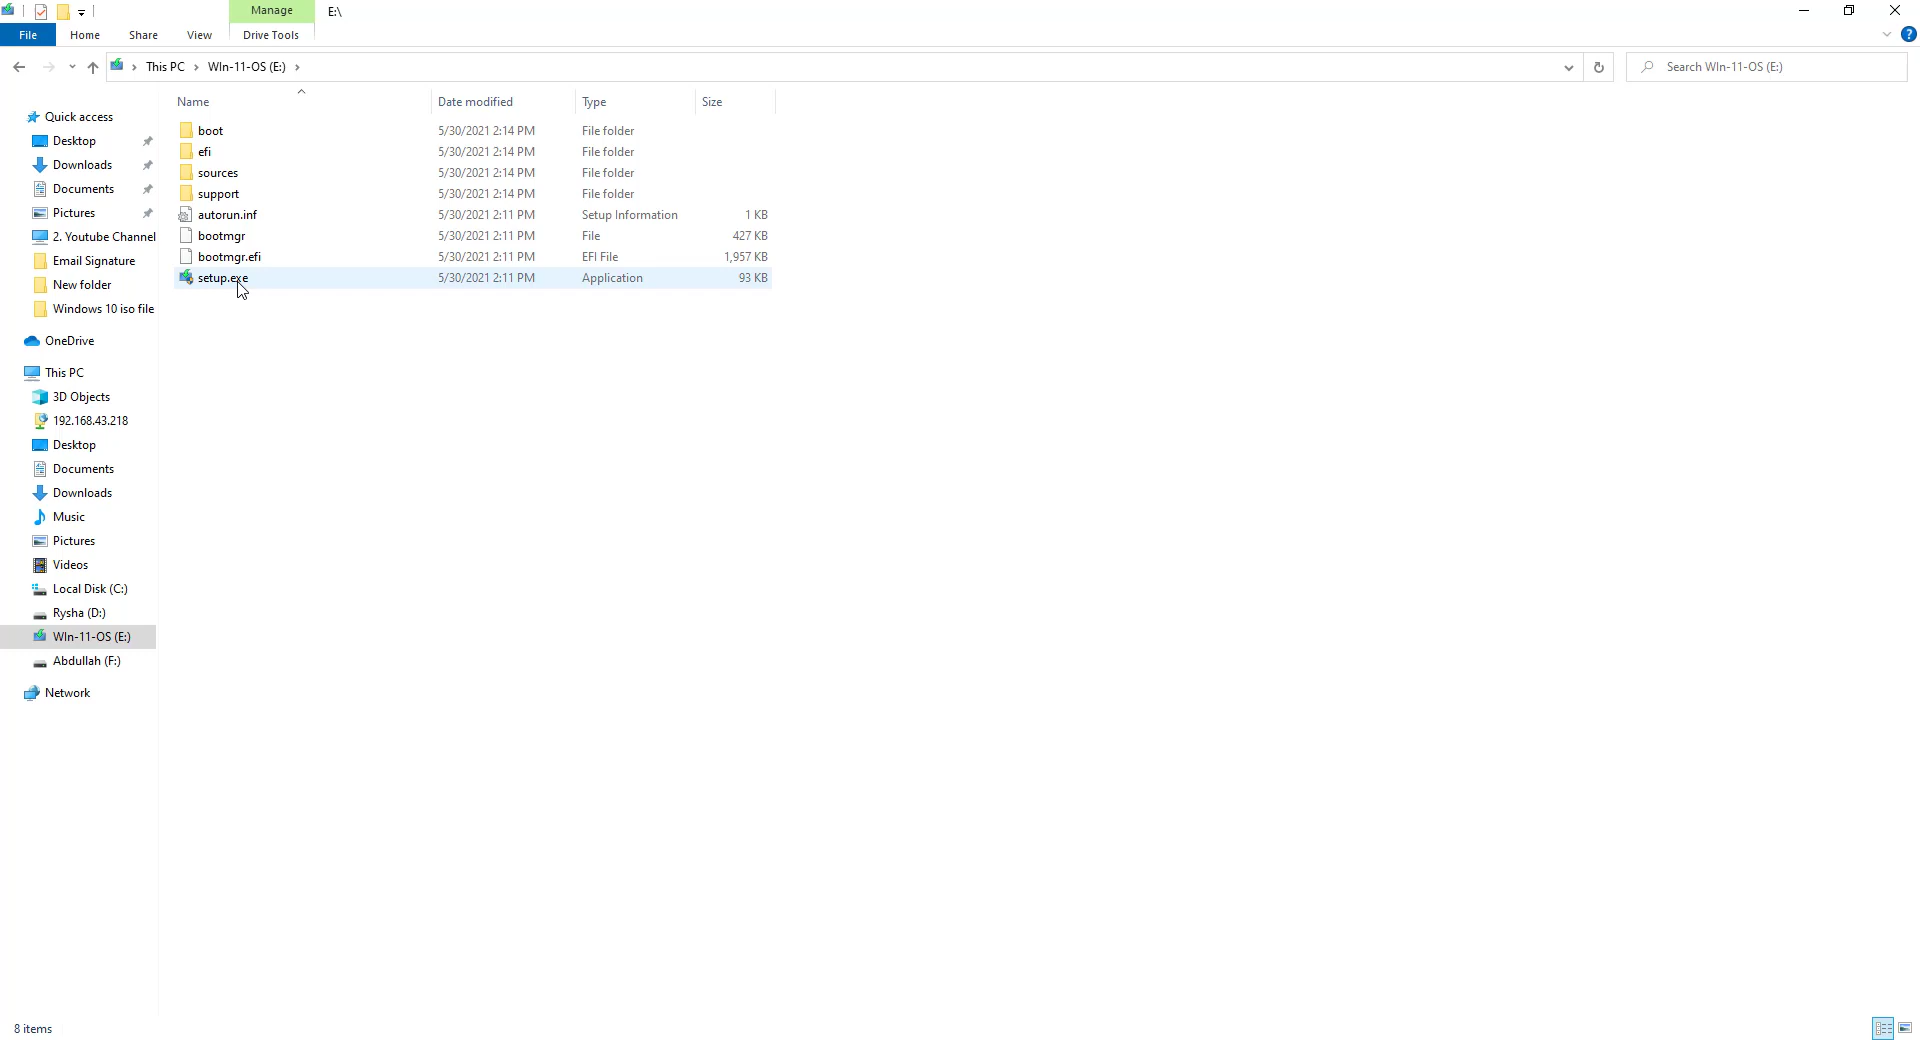 Manage E:\
File Home Share View Drive Tools
This PC WIn-11-OS (E:) Search WIn-11-OS (E:)
Name Date modified Type Size
Quick access
Desktop
Downloads
Documents
Pictures
2. Youtube Channel
Email Signature
New folder
Windows 10 iso file
OneDrive
This PC
3D Objects
192.168.43.218
Desktop
Documents
Downloads
Music
Pictures
Videos
Local Disk (C:)
Rysha (D:)
WIn-11-OS (E:)
Abdullah (F:)
Network
boot 5/30/2021 2:14 PM File folder
efi 5/30/2021 2:14 PM File folder
sources 5/30/2021 2:14 PM File folder
support 5/30/2021 2:14 PM File folder
autorun.inf 5/30/2021 2:11 PM Setup Information 1 KB
bootmgr 5/30/2021 2:11 PM File 427 KB
bootmgr.efi 5/30/2021 2:11 PM EFI File 1,957 KB
setup.exe 5/30/2021 2:11 PM Application 93 KB
8 items